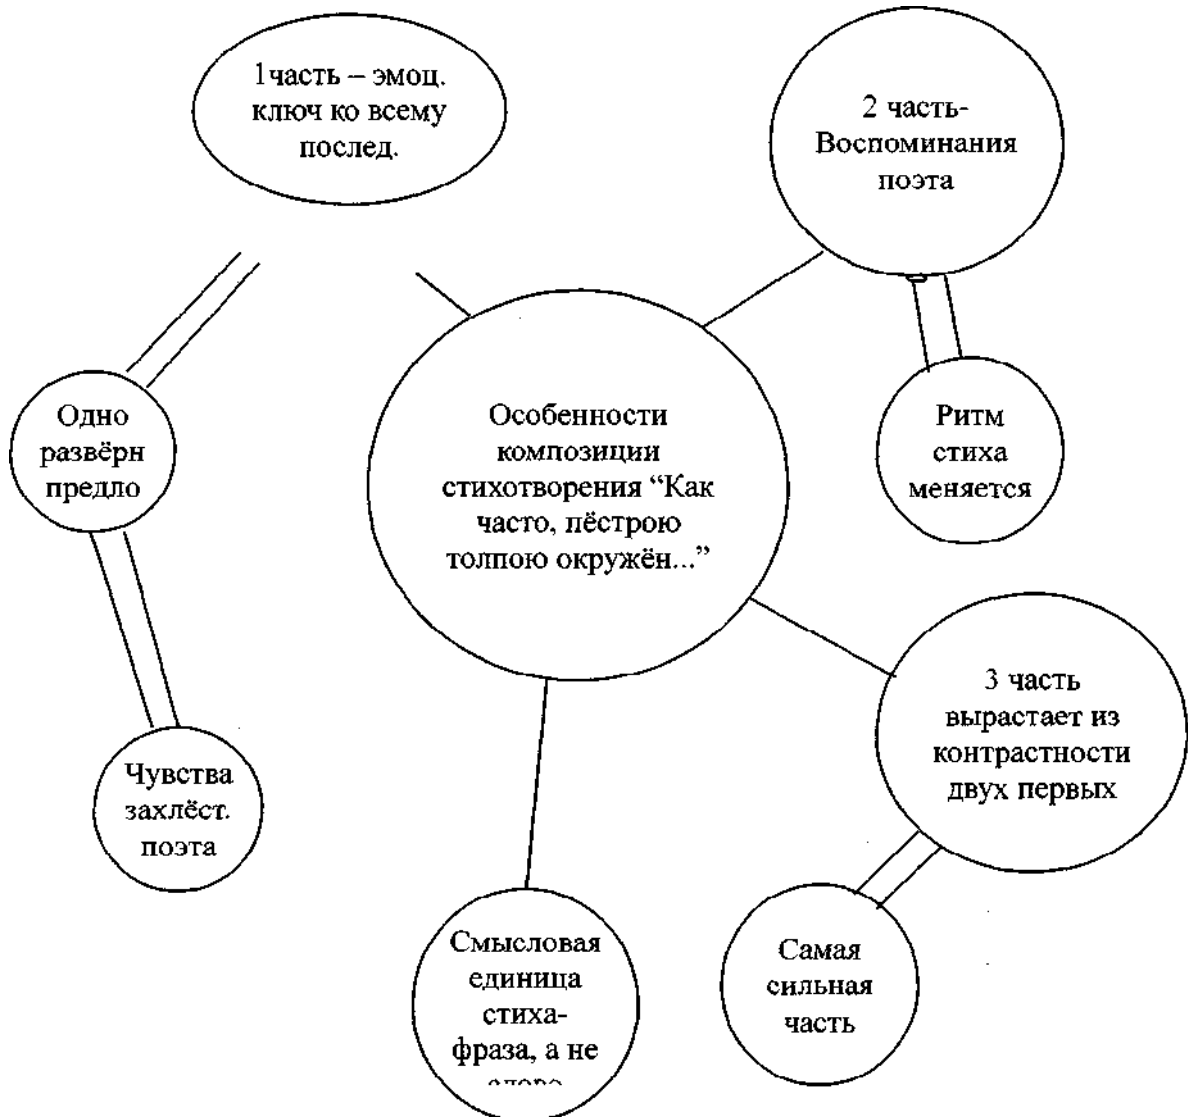 1часть – эмоц.
ключ ко всему
послед.
2 часть-
Воспоминания
поэта
Одно
развёрн
предло
Особенности
композиции
стихотворения “Как
часто, пёстрою
толпою окружён...”
Ритм
стиха
меняется
3 часть
вырастает из
контрастности
двух первых
Чувства
захлёст.
поэта
Смысловая
единица
стиха-
фраза, а не
Самая
сильная
часть